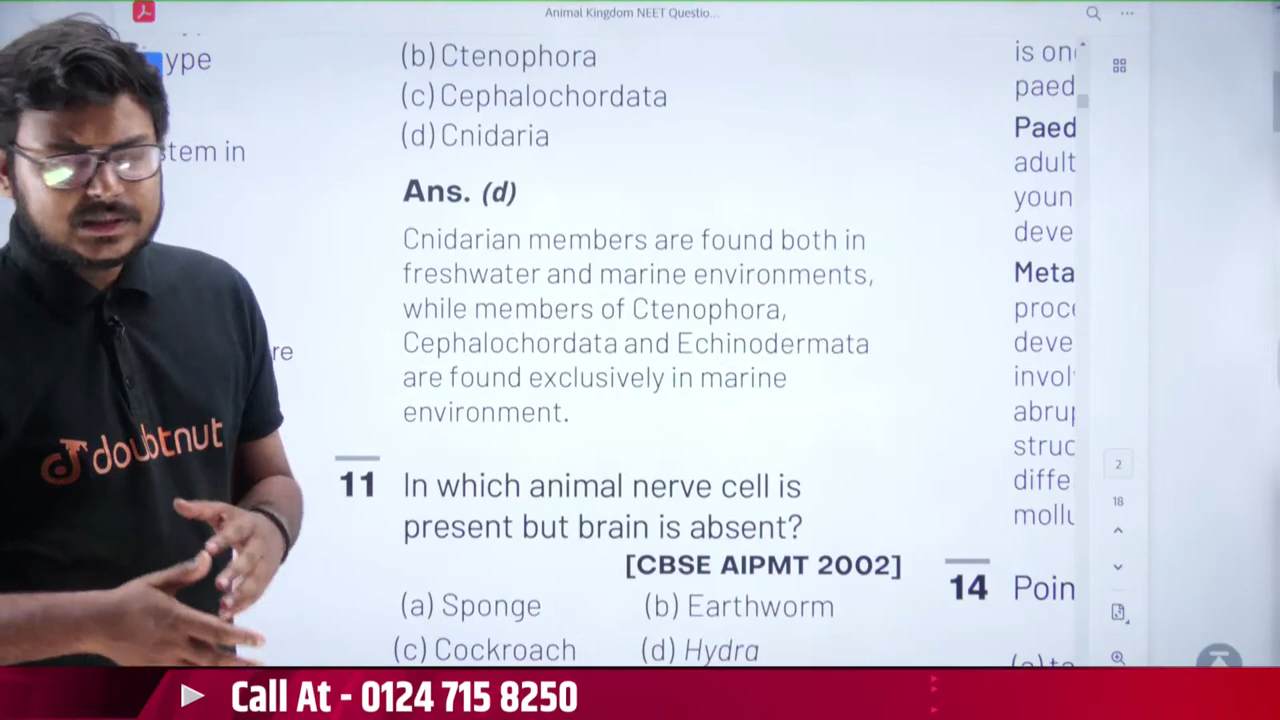 Animal Kingdom NEET Questio...
ype
stem in
re
(b) Ctenophora
(c) Cephalochordata
(d) Cnidaria
Ans. (d)
Cnidarian members are found both in
freshwater and marine environments,
while members of Ctenophora,
Cephalochordata and Echinodermata
are found exclusively in marine
environment.
11 In which animal nerve cell is
present but brain is absent?
[CBSE AIPMT 2002]
(a) Sponge (b) Earthworm
(c) Cockroach (d) Hydra
is on
paed
Paed
adult
youn
deve
Meta
proc
deve
invol
abru
struc
diffe
mollu
14 Poin
2
18
doubtnut
Call At - 0124 715 8250